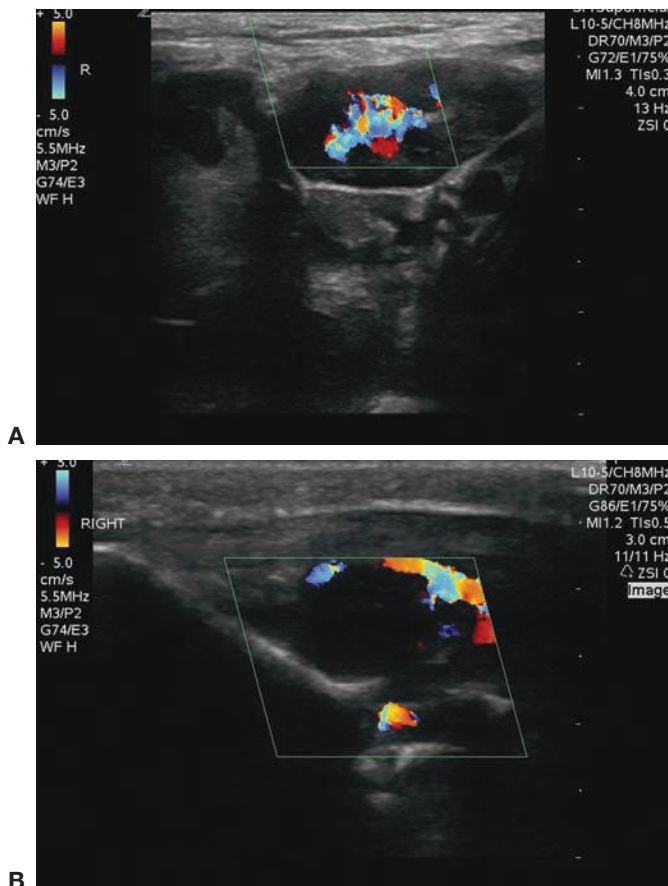 + 5.0
R
- 5.0
cm/s
5.5MHz
M3/P2
G74/E3
WF H
L10-5/CH8MHz
DR70/M3/P2
G72/E1/75%
MI1.3 TIs0.3
4.0 cm
13 Hz
ZSI
A
+ 5.0
RIGHT
- 5.0
cm/s
5.5MHz
M3/P2
G74/E3
WF H
L10-5/CH8MHz
DR70/M3/P2
G86/E1/75%
MI1.2 TIs0.5
3.0 cm
11/11 Hz
ZSI
Image
B